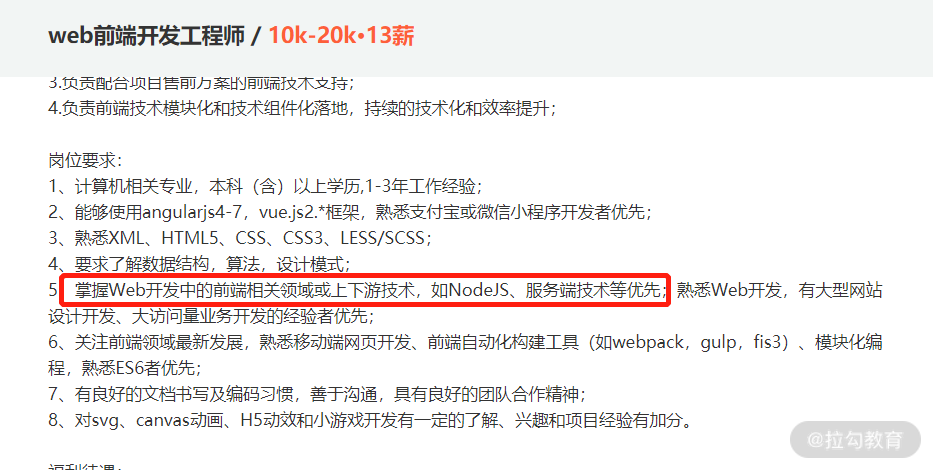 web前端开发工程师 / 10k-20k•13薪
3.负责配合项目售前方案的前端技术支持；
4.负责前端技术模块化和技术组件化落地，持续的技术化和效率提升；
岗位要求：
1、计算机相关专业，本科（含）以上学历,1-3年工作经验；
2、能够使用angularjs4-7，vue.js2.*框架，熟悉支付宝或微信小程序开发者优先；
3、熟悉XML、HTML5、CSS、CSS3、LESS/SCSS；
4、要求了解数据结构，算法，设计模式；
5、掌握Web开发中的前端相关领域或上下游技术，如NodeJS、服务端技术等优先；熟悉Web开发，有大型网站
设计开发、大访问量业务开发的经验者优先；
6、关注前端领域最新发展，熟悉移动端网页开发、前端自动化构建工具（如webpack，gulp，fis3）、模块化编
程，熟悉ES6者优先；
7、有良好的文档书写及编码习惯，善于沟通，具有良好的团队合作精神；
8、对svg、canvas动画、H5动效和小游戏开发有一定的了解、兴趣和项目经验有加分。
@拉勾教育